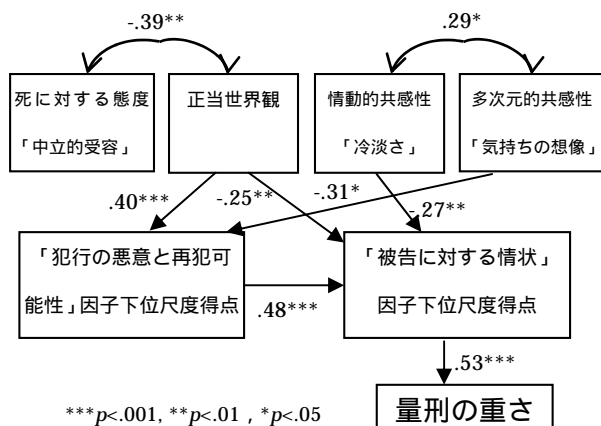 -.39**
.29*
死に対する態度
「中立的受容」
正当世界観
情動的共感性
「冷淡さ」
多次元的共感性
「気持ちの想像」
.40***
-.25**
-.31*
-.27**
「犯行の悪意と再犯可
能性」因子下位尺度得点
.48***
「被告に対する情状」
因子下位尺度得点
.53***
***p<.001, **p<.01 , *p<.05
量刑の重さ